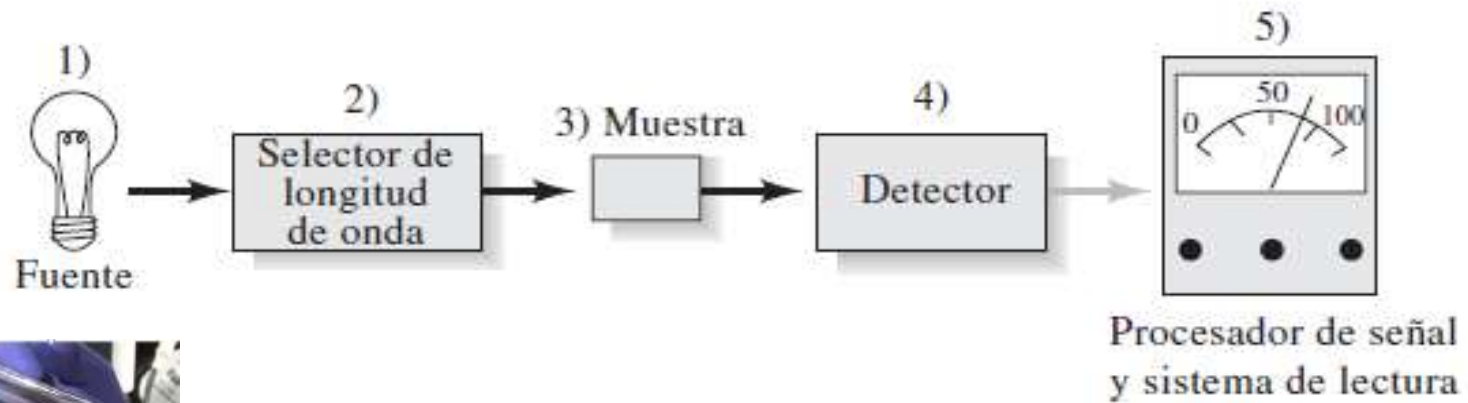 1)
Fuente
2)
Selector de
longitud
de onda
3) Muestra
4)
Detector
5)
0 50 100
Procesador de señal
y sistema de lectura